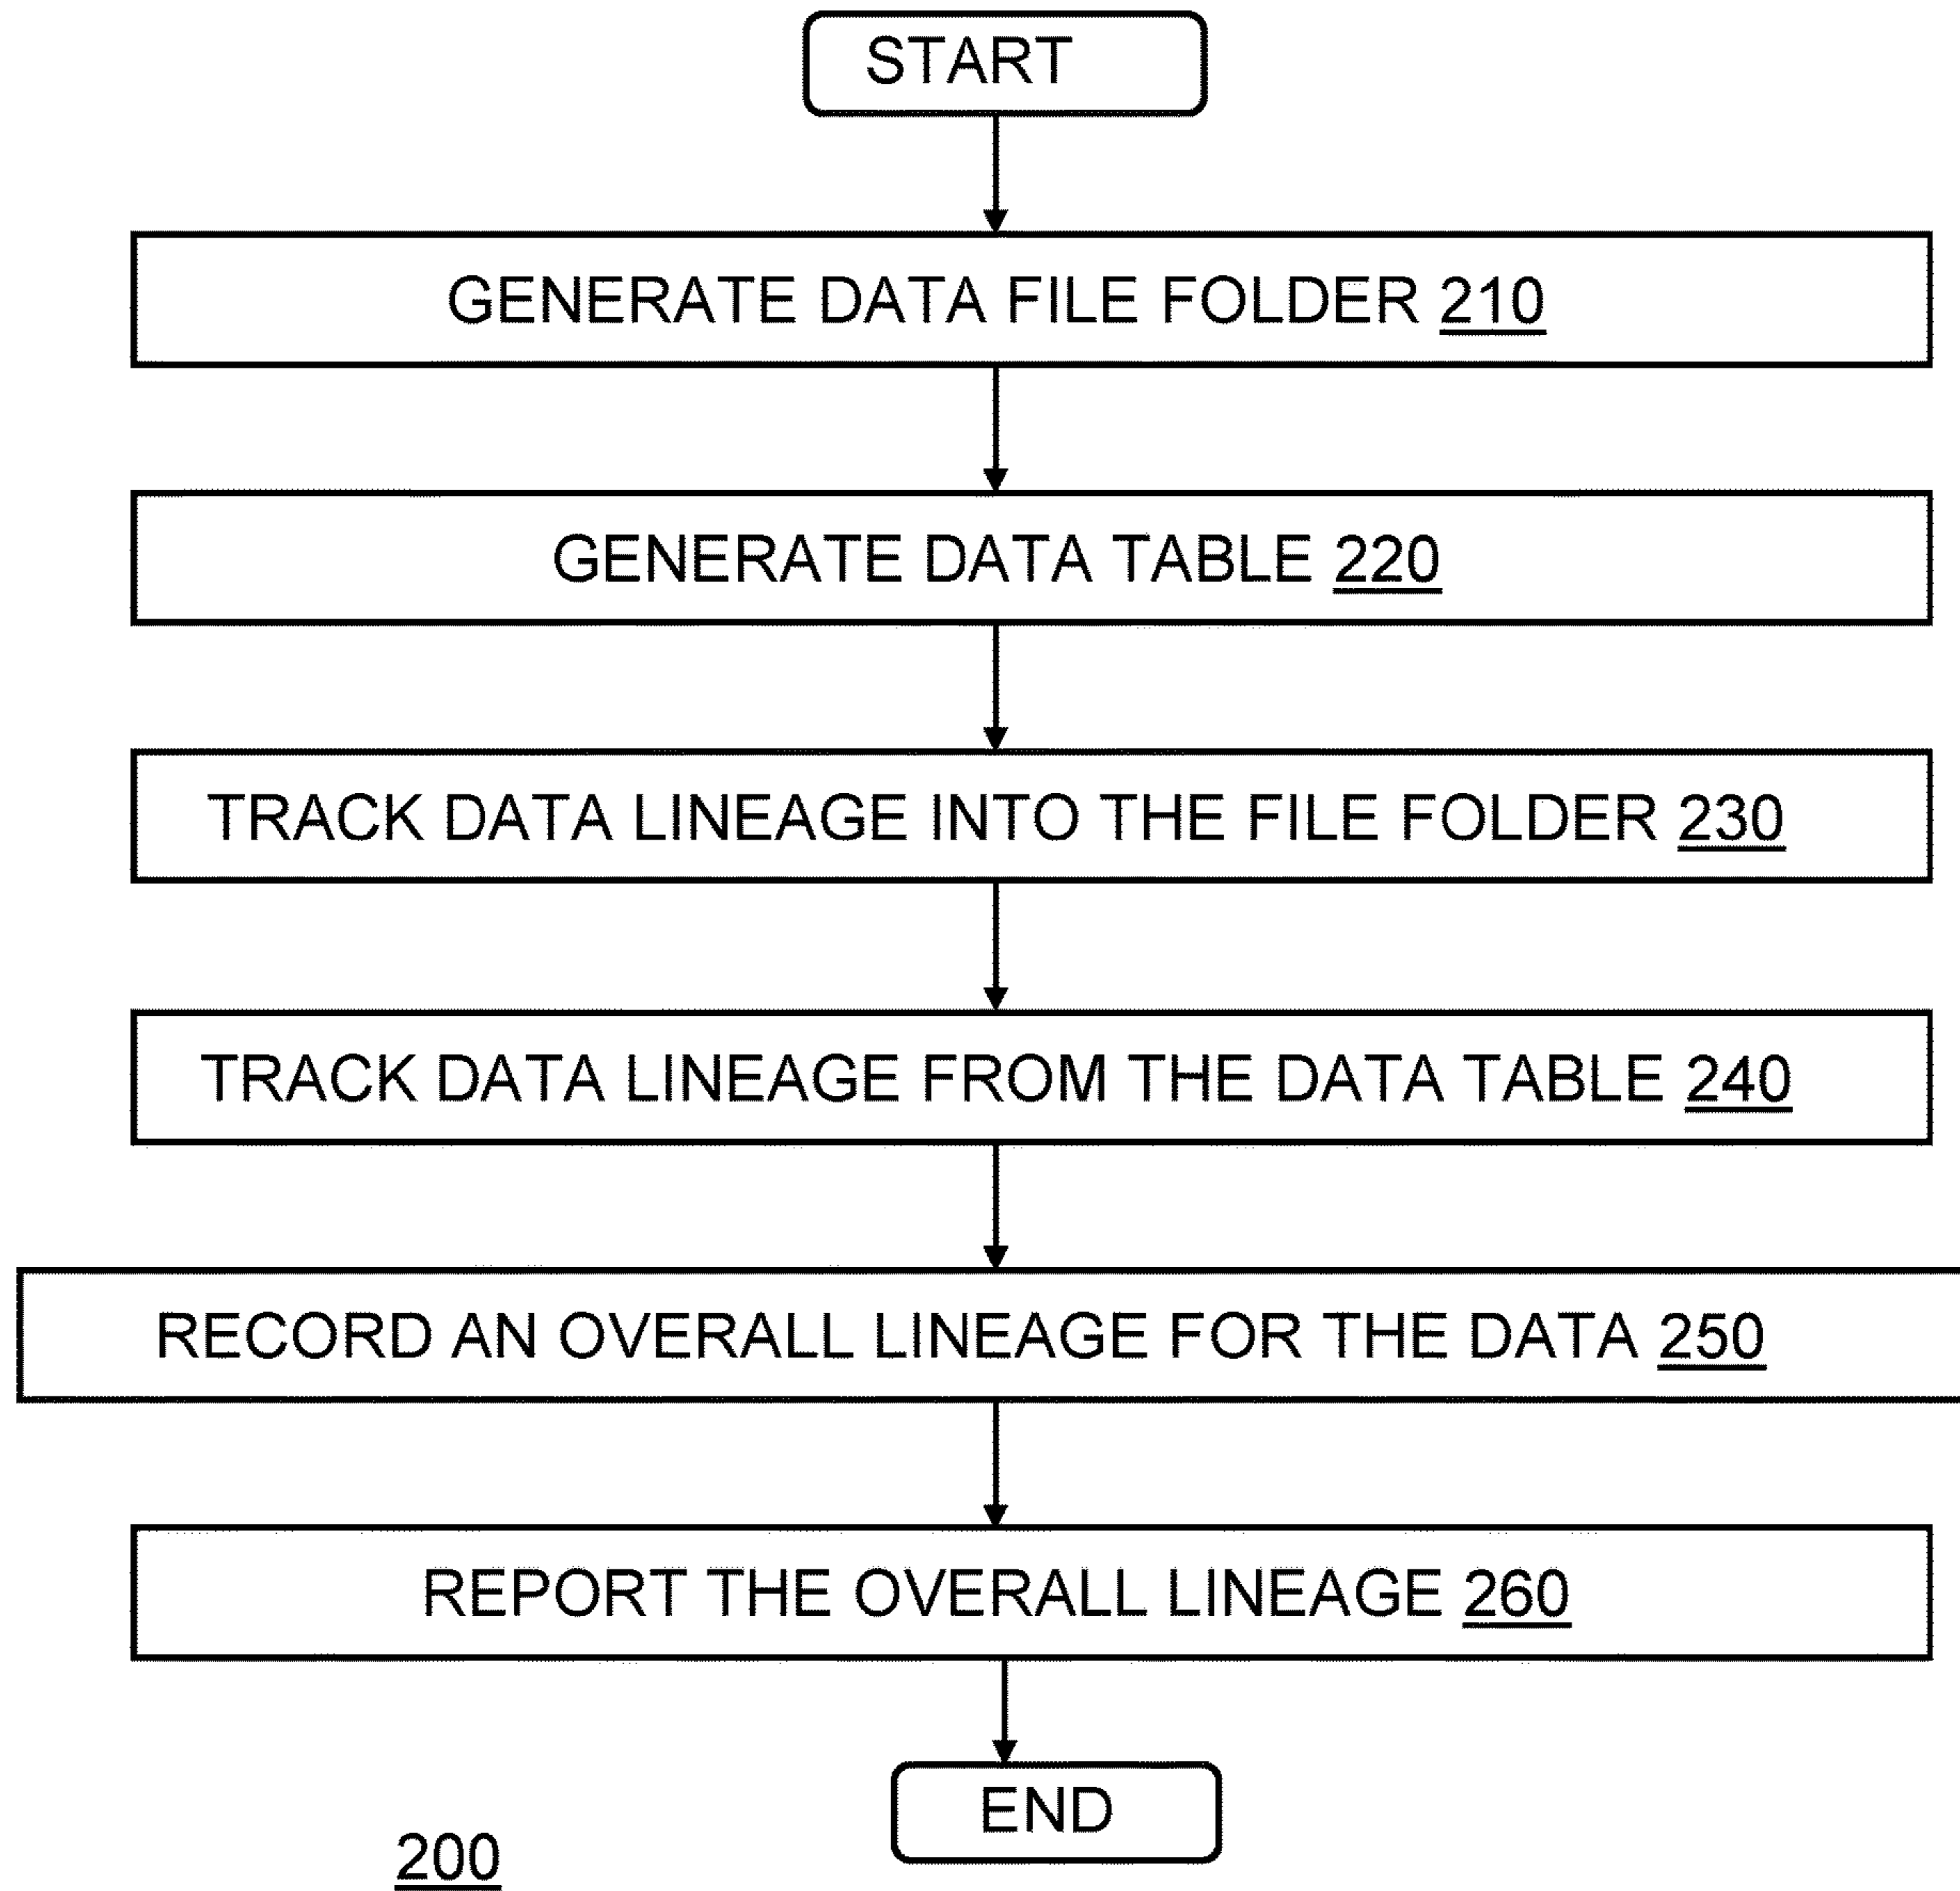 START
GENERATE DATA FILE FOLDER 210
GENERATE DATA TABLE 220
TRACK DATA LINEAGE INTO THE FILE FOLDER 230
TRACK DATA LINEAGE FROM THE DATA TABLE 240
RECORD AN OVERALL LINEAGE FOR THE DATA 250
REPORT THE OVERALL LINEAGE 260
END
200